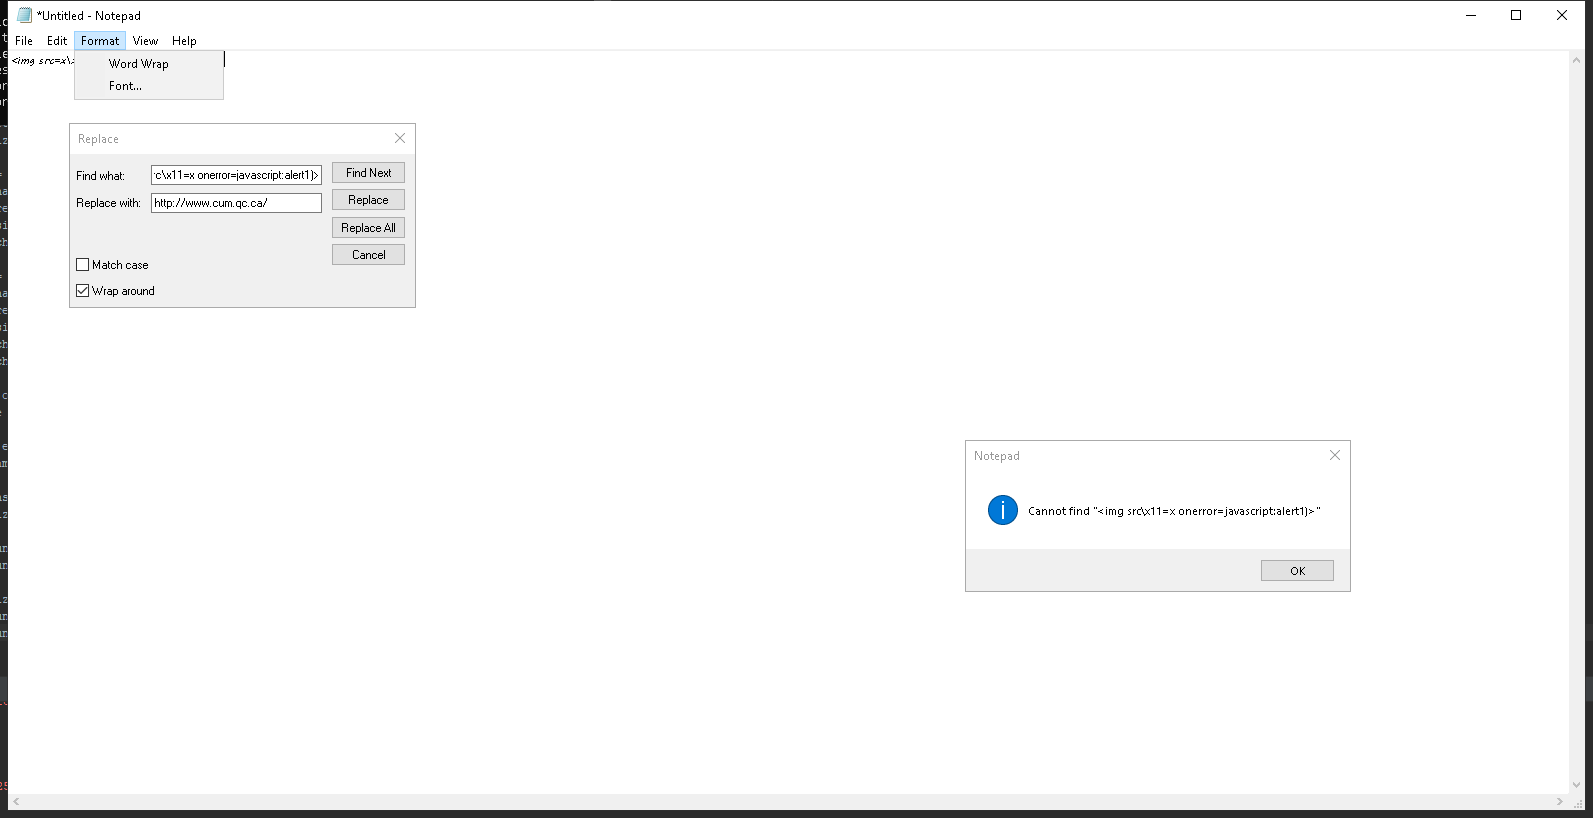 *Untitled - Notepad
File Edit Format View Help
<img src=x\
Word Wrap
Font...
Replace
Find what: c\x11=x onerror=javascript:alert1)> Find Next
Replace with: http://www.cum.qc.ca/ Replace
Replace All
Cancel
Match case
Wrap around
Notepad
Cannot find "<img src\x11=x onerror=javascript:alert1)>"
OK